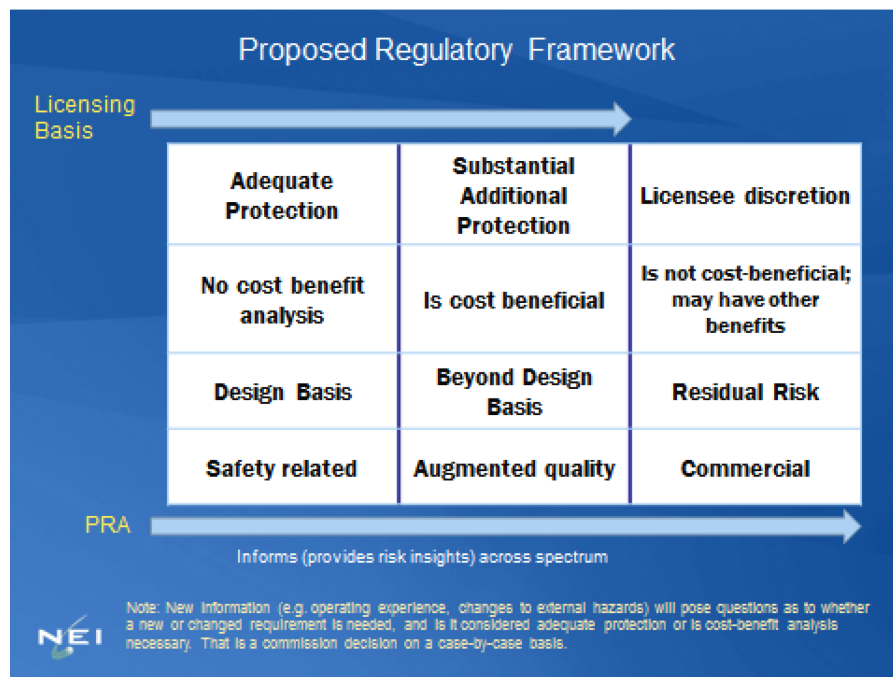 Proposed Regulatory Framework
Licensing
Basis
Adequate
Protection
Substantial
Additional
Protection
Licensee discretion
No cost benefit
analysis
Is cost beneficial
Is not cost-beneficial;
may have other
benefits
Design Basis
Beyond Design
Basis
Residual Risk
Safety related
Augmented quality
Commercial
PRA
Informs (provides risk insights) across spectrum
Note: New Information (e.g. operating experience, changes to external hazards) will pose questions as to whether
a new or changed requirement is needed, and is it considered adequate protection or is cost-benefit analysis
necessary. That is a commission decision on a case-by-case basis.
NEI